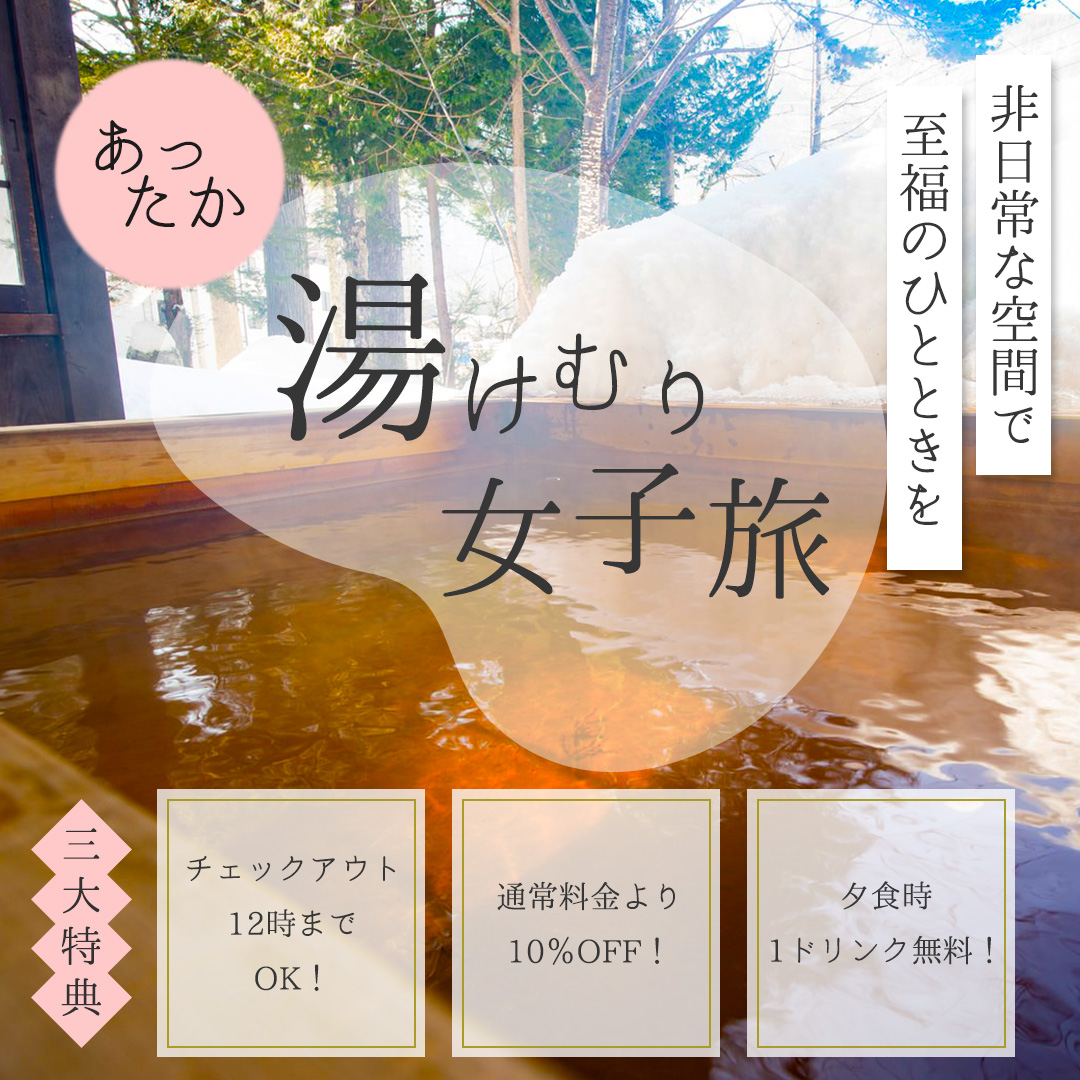 あっ
たか
湯けむり
女子旅
非日常な空間で
至福のひとときを
三大特典
チェックアウト
12時まで
OK！
通常料金より
10％OFF！
夕食時
1ドリンク無料！